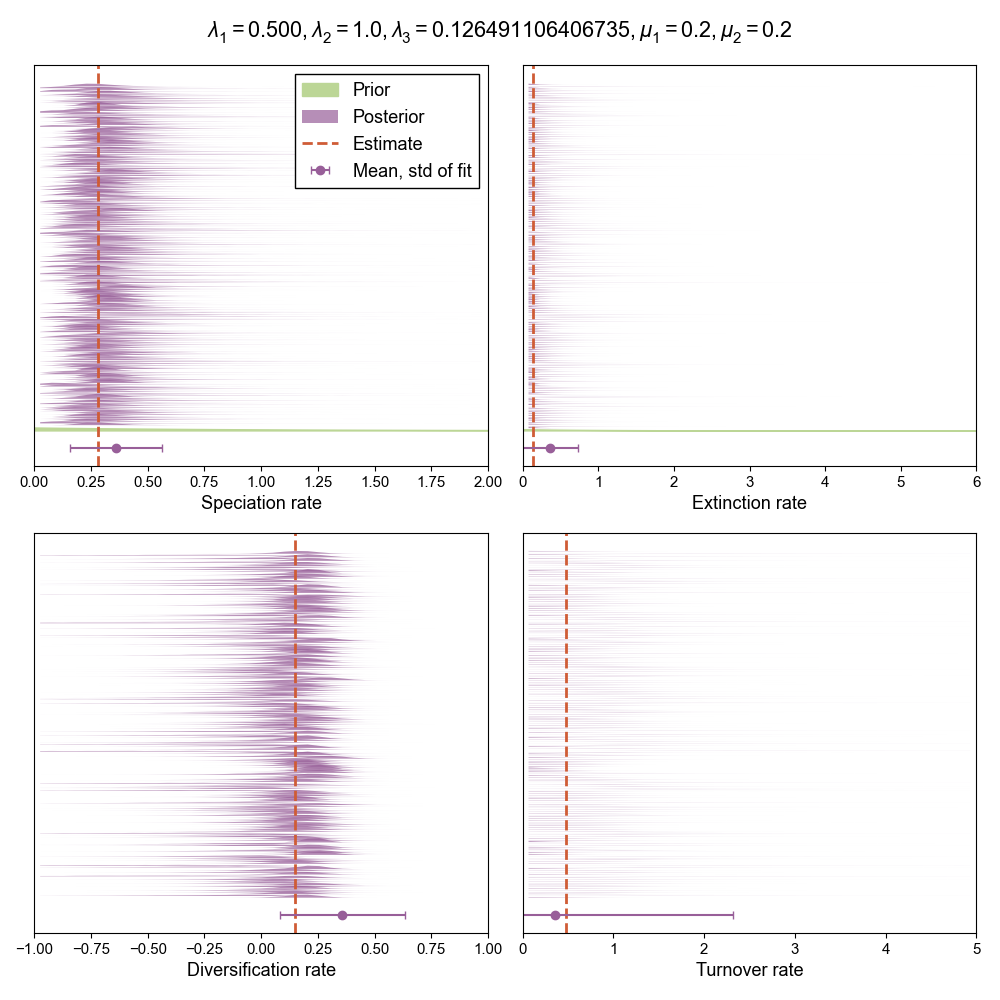 λ₁ = 0.500, λ₂ = 1.0, λ₃ = 0.126491106406735, μ₁ = 0.2, μ₂ = 0.2
Prior
Posterior
Estimate
Mean, std of fit
0.00 0.25 0.50 0.75 1.00 1.25 1.50 1.75 2.00
Speciation rate
0 1 2 3 4 5 6
Extinction rate
−1.00 −0.75 −0.50 −0.25 0.00 0.25 0.50 0.75 1.00
Diversification rate
0 1 2 3 4 5
Turnover rate